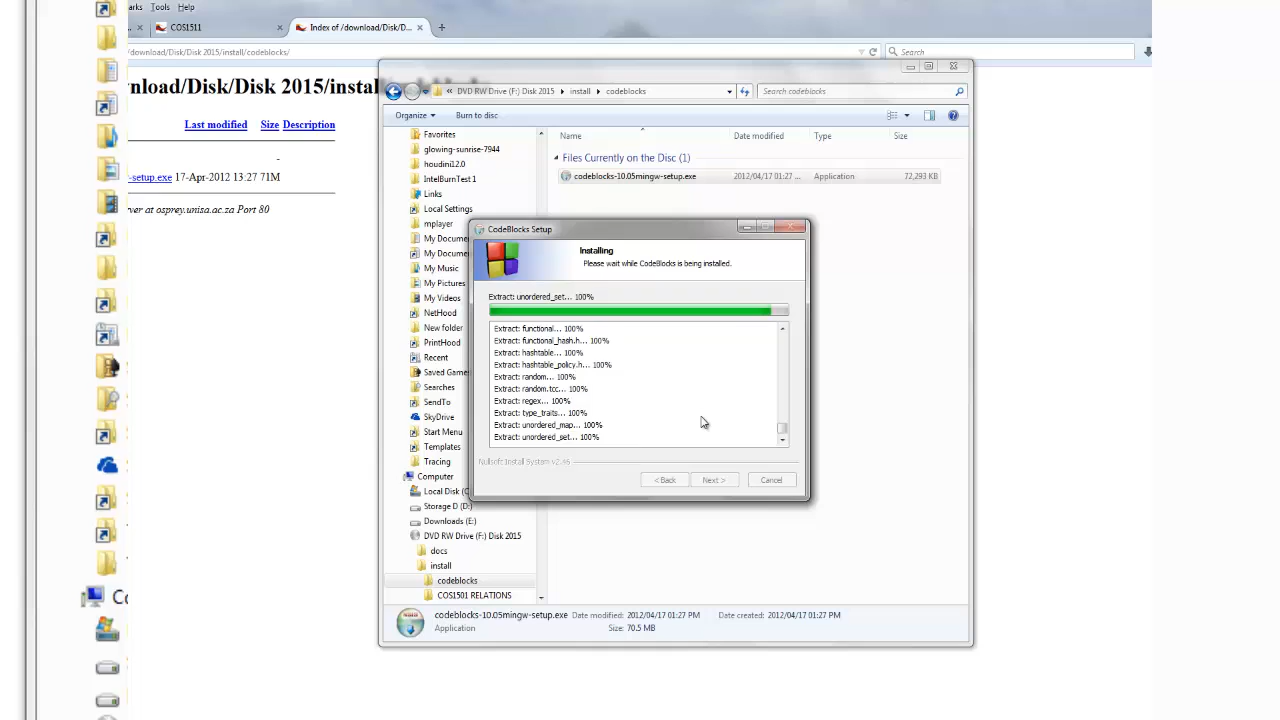 arks Tools Help
COS1511
Index of /download/Disk/D...
/download/Disk/Disk 2015/install/codeblocks/
Search
wnload/Disk/Disk 2015/instal
Last modified Size Description
-
-setup.exe 17-Apr-2012 13:27 71M
ver at osprey.unisa.ac.za Port 80
« DVD RW Drive (F:) Disk 2015 install codeblocks
Search codeblocks
Organize Burn to disc
Favorites
glowing-sunrise-7944
houdini12.0
IntelBurnTest 1
Links
Local Settings
mplayer
My Docume
My Docume
My Music
My Pictures
My Videos
NetHood
New folder
PrintHood
Recent
Saved Games
Searches
SendTo
SkyDrive
Start Menu
Templates
Tracing
Computer
Local Disk (C
Storage D (D:)
Downloads (E:)
DVD RW Drive (F:) Disk 2015
docs
install
codeblocks
COS1501 RELATIONS
Name Date modified Type Size
Files Currently on the Disc (1)
codeblocks-10.05mingw-setup.exe 2012/04/17 01:27 ... Application 72,293 KB
CodeBlocks Setup
Installing
Please wait while CodeBlocks is being installed.
Extract: unordered_set... 100%
Extract: functional... 100%
Extract: functional_hash.h... 100%
Extract: hashtable... 100%
Extract: hashtable_policy.h... 100%
Extract: random... 100%
Extract: random.tcc... 100%
Extract: regex... 100%
Extract: type_traits... 100%
Extract: unordered_map... 100%
Extract: unordered_set... 100%
Nullsoft Install System v2.46
< Back Next > Cancel
codeblocks-10.05mingw-setup.exe Date modified: 2012/04/17 01:27 PM Date created: 2012/04/17 01:27 PM
Application Size: 70.5 MB
Co